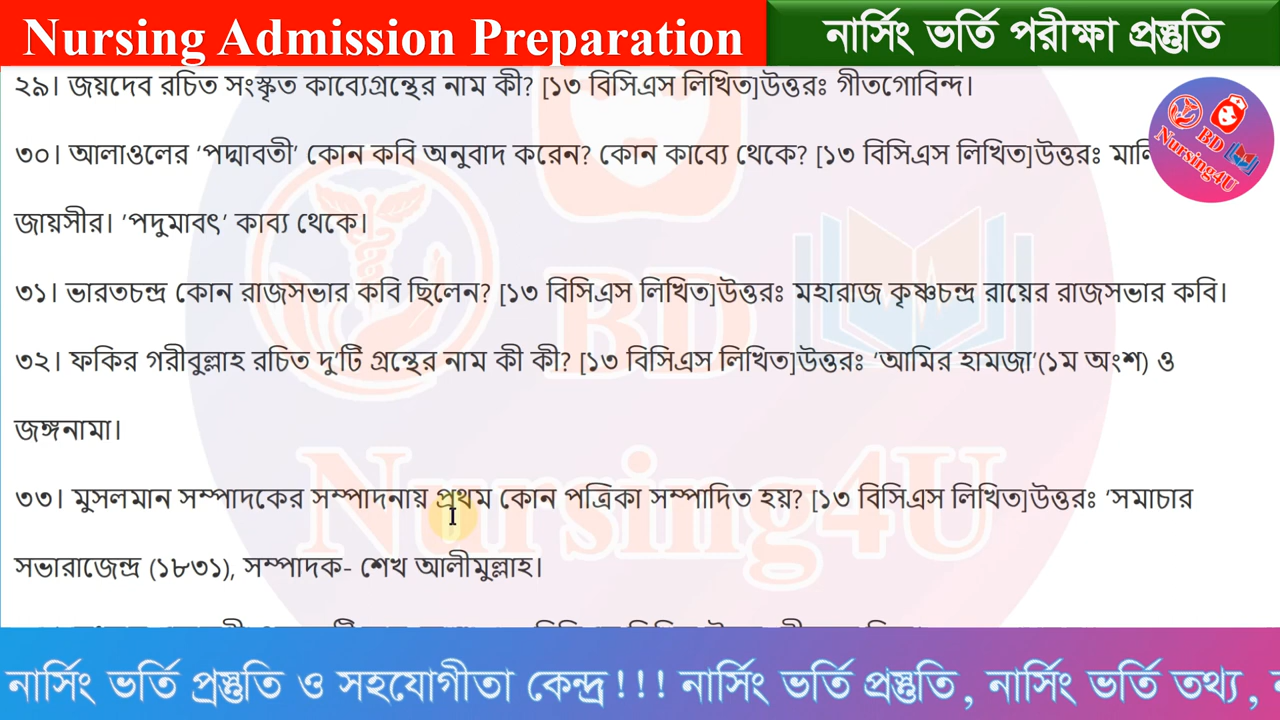 Nursing Admission Preparation
নার্সিং ভর্তি পরীক্ষা প্রস্তুতি
২৯। জয়দেব রচিত সংস্কৃত কাব্যেগ্রন্থের নাম কী? [১৩ বিসিএস লিখিত]উত্তরঃ গীতগোবিন্দ।
৩০। আলাওলের ‘পদ্মাবতী’ কোন কবি অনুবাদ করেন? কোন কাব্যে থেকে? [১৩ বিসিএস লিখিত]উত্তরঃ
জায়সীর। ‘পদুমাবৎ’ কাব্য থেকে।
৩১। ভারতচন্দ্র কোন রাজসভার কবি ছিলেন? [১৩ বিসিএস লিখিত]উত্তরঃ মহারাজ কৃষ্ণচন্দ্র রায়ের রাজসভার কবি।
৩২। ফকির গরীবুল্লাহ রচিত দু’টি গ্রন্থের নাম কী কী? [১৩ বিসিএস লিখিত]উত্তরঃ ‘আমির হামজা’(১ম অংশ) ও
জঙ্গনামা।
৩৩। মুসলমান সম্পাদকের সম্পাদনায় প্রথম কোন পত্রিকা সম্পাদিত হয়? [১৩ বিসিএস লিখিত]উত্তরঃ ‘সমাচার
সভারাজেন্দ্র (১৮৩১), সম্পাদক- শেখ আলীমুল্লাহ।
BD
Nursing4U
BD
Nursing4U
নার্সিং ভর্তি প্রস্তুতি ও সহযোগীতা কেন্দ্র!!! নার্সিং ভর্তি প্রস্তুতি, নার্সিং ভর্তি তথ্য,